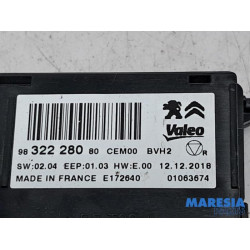 Valeo
98 322 280 80 CEM00 BVH2
SW:02.04 EEP:01.03 HW:E.00 12.12.2018
MADE IN FRANCE E172640 01063674
MARESIA